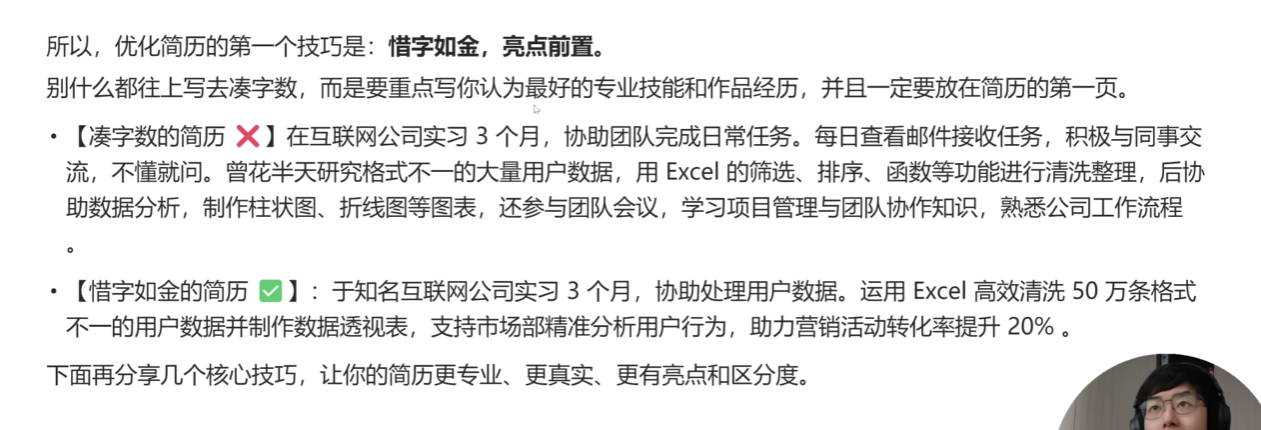 所以，优化简历的第一个技巧是：惜字如金，亮点前置。
别什么都往上写去凑字数，而是要重点写你认为最好的专业技能和作品经历，并且一定要放在简历的第一页。
• 【凑字数的简历 ❌】在互联网公司实习 3 个月，协助团队完成日常任务。每日查看邮件接收任务，积极与同事交
流，不懂就问。曾花半天研究格式不一的大量用户数据，用 Excel 的筛选、排序、函数等功能进行清洗整理，后协
助数据分析，制作柱状图、折线图等图表，还参与团队会议，学习项目管理与团队协作知识，熟悉公司工作流程
。
• 【惜字如金的简历 ✅】：于知名互联网公司实习 3 个月，协助处理用户数据。运用 Excel 高效清洗 50 万条格式
不一的用户数据并制作数据透视表，支持市场部精准分析用户行为，助力营销活动转化率提升 20% 。
下面再分享几个核心技巧，让你的简历更专业、更真实、更有亮点和区分度。